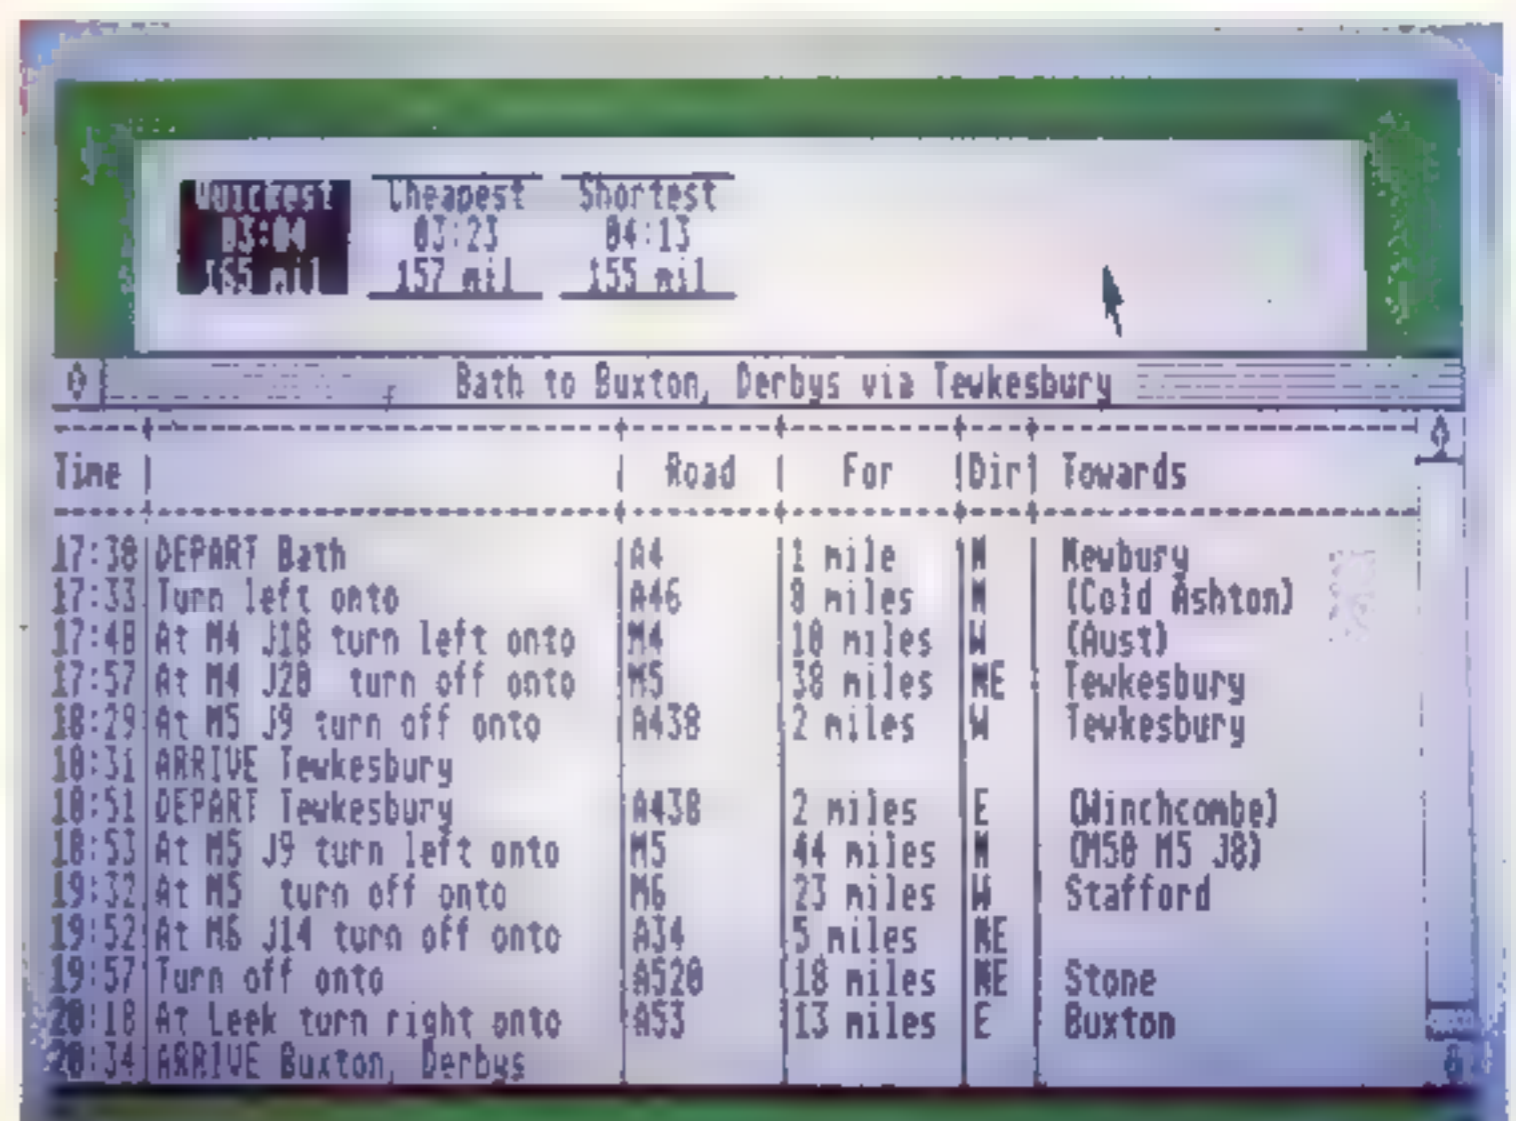 Quickest Cheapest Shortest
03:04 03:23 04:13
165 mil 157 mil 155 mil
Bath to Buxton, Derbys via Tewkesbury
Time | | Road | For |Dir| Towards
17:30 DEPART Bath A4 1 mile N Newbury
17:33 Turn left onto A46 8 miles N (Cold Ashton)
17:48 At M4 J18 turn left onto M4 10 miles W (Aust)
17:57 At M4 J20 turn off onto M5 38 miles NE Tewkesbury
18:29 At M5 J9 turn off onto A438 2 miles W Tewkesbury
18:31 ARRIVE Tewkesbury
18:51 DEPART Tewkesbury A438 2 miles E (Winchcombe)
18:53 At M5 J9 turn left onto M5 44 miles N (M50 M5 J8)
19:32 At M5 turn off onto M6 23 miles W Stafford
19:52 At M6 J14 turn off onto A34 5 miles NE
19:57 Turn off onto A520 18 miles NE Stone
20:18 At Leek turn right onto A53 13 miles E Buxton
20:34 ARRIVE Buxton, Derbys